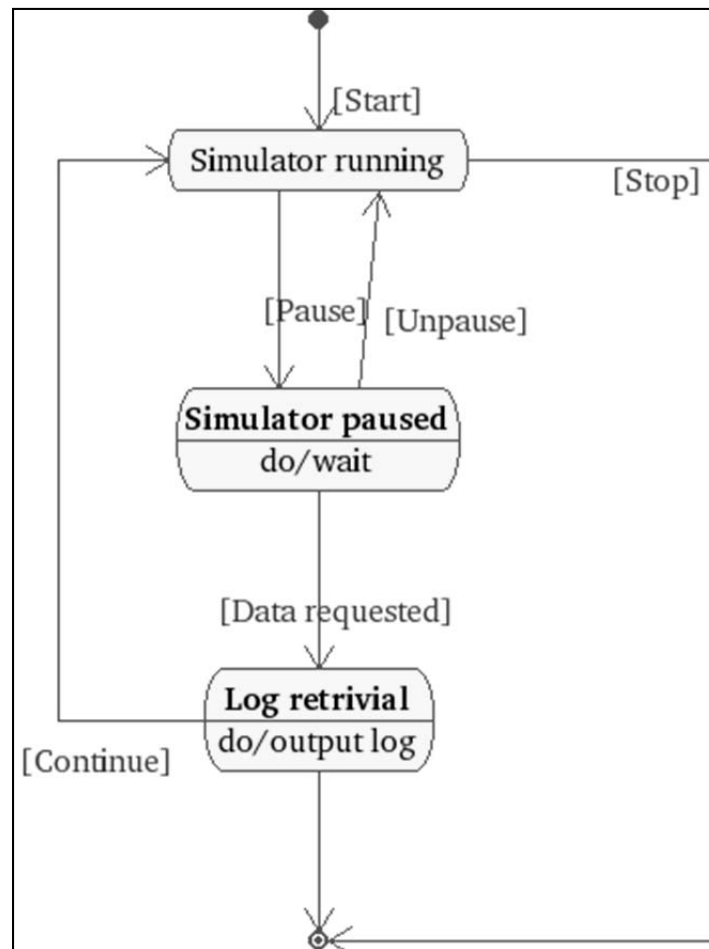 [Start]
Simulator running
[Stop]
[Pause]
[Unpause]
Simulator paused
do/wait
[Data requested]
Log retrivial
do/output log
[Continue]